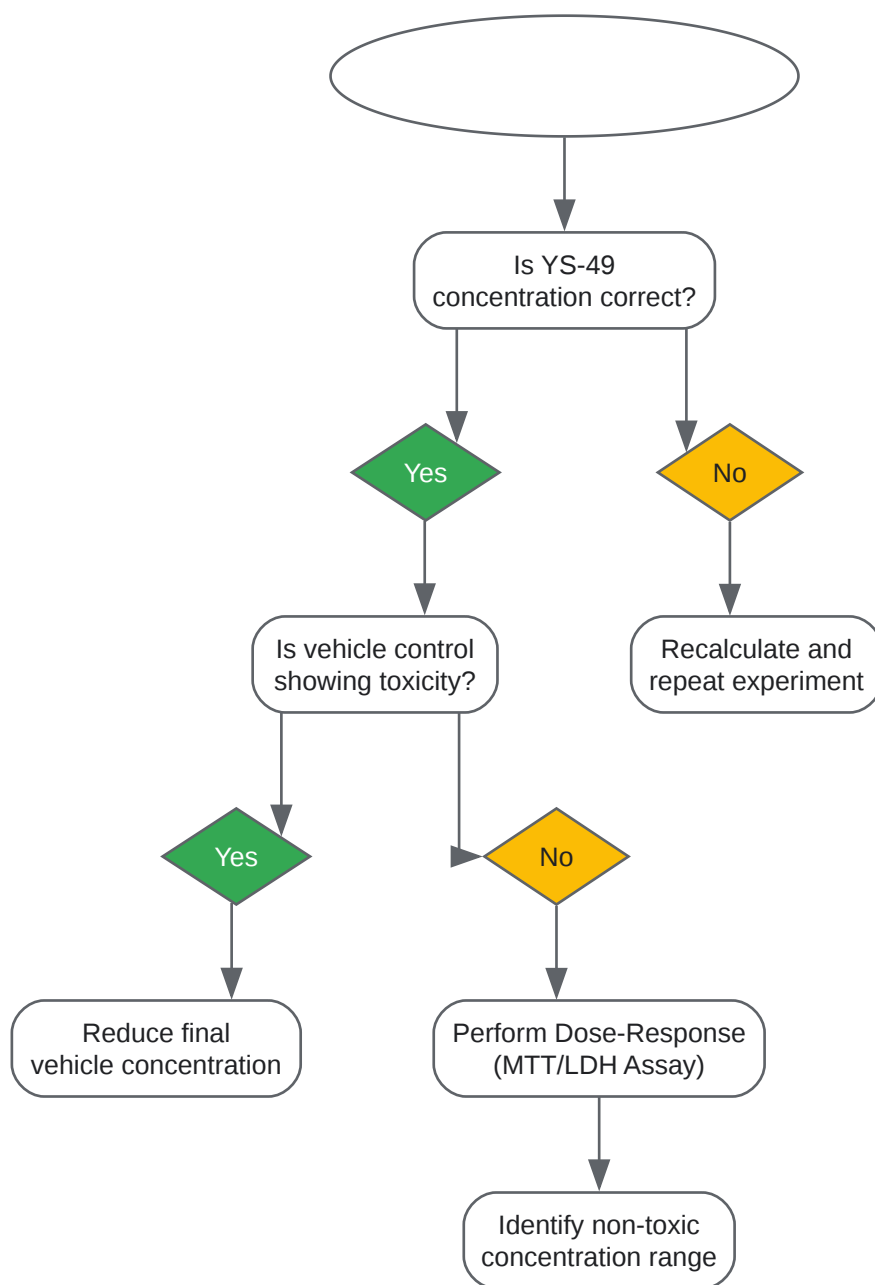 Is YS-49
concentration correct?
Yes
No
Is vehicle control
showing toxicity?
Recalculate and
repeat experiment
Yes
No
Reduce final
vehicle concentration
Perform Dose-Response
(MTT/LDH Assay)
Identify non-toxic
concentration range